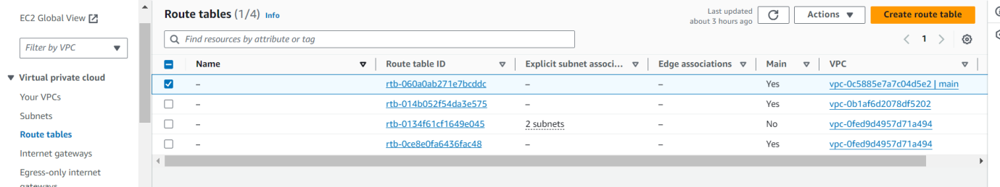 EC2 Global View
Filter by VPC
Virtual private cloud
Your VPCs
Subnets
Route tables
Internet gateways
Egress-only internet
gateways
Route tables (1/4) Info
Last updated
about 3 hours ago
Actions
Create route table
Find resources by attribute or tag
1
Name Route table ID Explicit subnet associ... Edge associations Main VPC
– rtb-060a0ab271e7bcddc – – Yes vpc-0c5885e7a7c04d5e2 | main
– rtb-014b052f54da3e575 – – Yes vpc-0b1af6d2078df5202
– rtb-0134f61cf1649e045 2 subnets – No vpc-0fed9d4957d71a494
– rtb-0ce8e0fa6436fac48 – – Yes vpc-0fed9d4957d71a494